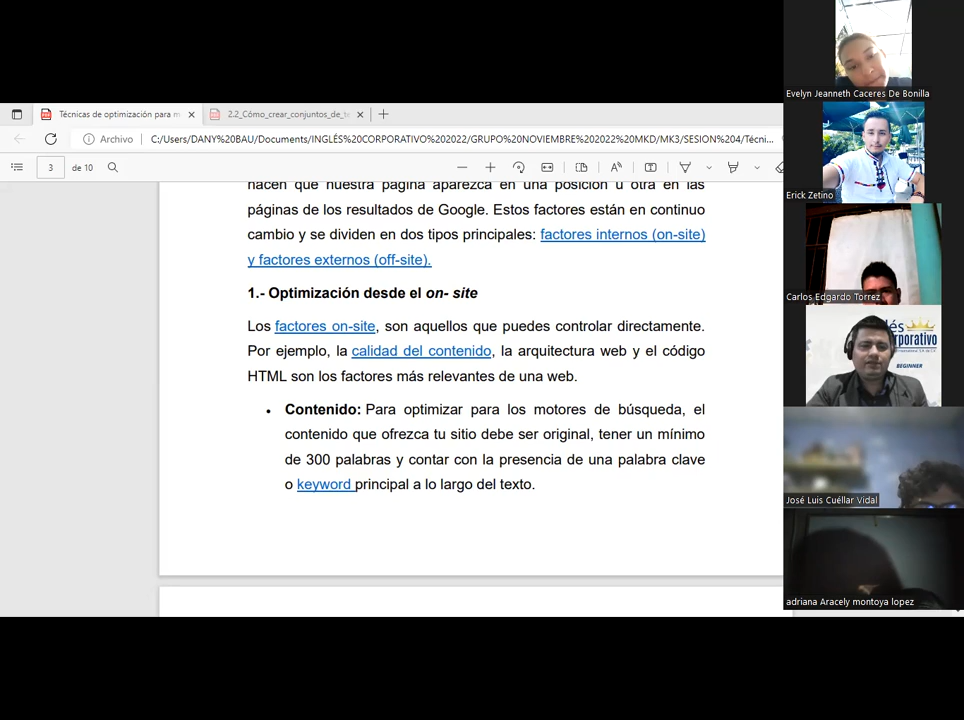 Técnicas de optimización para m
2.2_Cómo_crear_conjuntos_de_t
Archivo
C:/Users/DANY%20BAU/Documents/INGLÉS%20CORPORATIVO%202022/GRUPO%20NOVIEMBRE%202022%20MKD/MK3/SESION%204/Técni...
3 de 10
hacen que nuestra página aparezca en una posición u otra en las
páginas de los resultados de Google. Estos factores están en continuo
cambio y se dividen en dos tipos principales: factores internos (on-site)
y factores externos (off-site).
1.- Optimización desde el on- site
Los factores on-site, son aquellos que puedes controlar directamente.
Por ejemplo, la calidad del contenido, la arquitectura web y el código
HTML son los factores más relevantes de una web.
• Contenido: Para optimizar para los motores de búsqueda, el
contenido que ofrezca tu sitio debe ser original, tener un mínimo
de 300 palabras y contar con la presencia de una palabra clave
o keyword principal a lo largo del texto.
Evelyn Jeanneth Caceres De Bonilla
Erick Zetino
Carlos Edgardo Torrez
és
rporativo
BEGINNER
José Luis Cuéllar Vidal
adriana Aracely montoya lopez